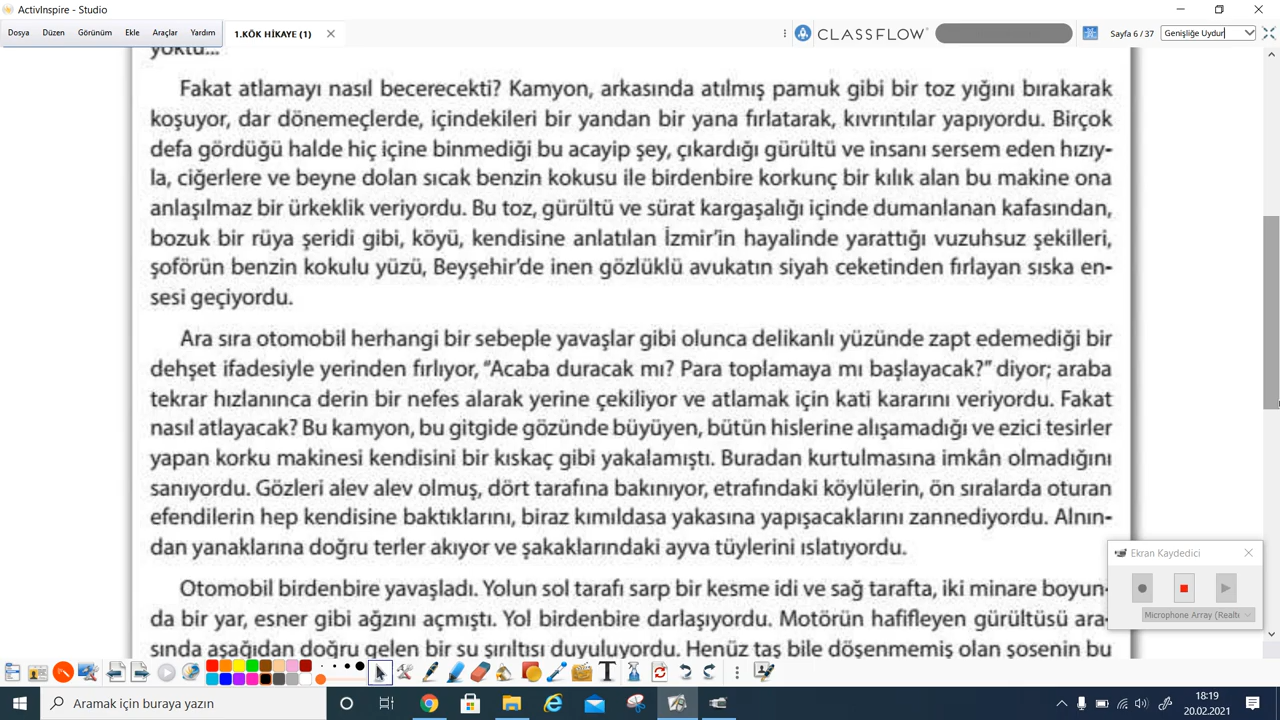 ActivInspire - Studio
Dosya Düzen Görünüm Ekle Araçlar Yardım
1.KÖK HİKAYE (1)
CLASSFLOW
Sayfa 6 / 37
Genişliğe Uydur
yoktu...
Fakat atlamayı nasıl becerecekti? Kamyon, arkasında atılmış pamuk gibi bir toz yığını bırakarak
koşuyor, dar dönemeçlerde, içindekileri bir yandan bir yana fırlatarak, kıvrıntılar yapıyordu. Birçok
defa gördüğü halde hiç içine binmediği bu acayip şey, çıkardığı gürültü ve insanı sersem eden hızıy-
la, ciğerlere ve beyne dolan sıcak benzin kokusu ile birdenbire korkunç bir kılık alan bu makine ona
anlaşılmaz bir ürkeklik veriyordu. Bu toz, gürültü ve sürat kargaşalığı içinde dumanlanan kafasından,
bozuk bir rüya şeridi gibi, köyü, kendisine anlatılan İzmir'in hayalinde yarattığı vuzuhsuz şekilleri,
şoförün benzin kokulu yüzü, Beyşehir'de inen gözlüklü avukatın siyah ceketinden fırlayan sıska en-
sesi geçiyordu.
Ara sıra otomobil herhangi bir sebeple yavaşlar gibi olunca delikanlı yüzünde zapt edemediği bir
dehşet ifadesiyle yerinden fırlıyor, "Acaba duracak mı? Para toplamaya mı başlayacak?" diyor; araba
tekrar hızlanınca derin bir nefes alarak yerine çekiliyor ve atlamak için kati kararını veriyordu. Fakat
nasıl atlayacak? Bu kamyon, bu gitgide gözünde büyüyen, bütün hislerine alışamadığı ve ezici tesirler
yapan korku makinesi kendisini bir kıskaç gibi yakalamıştı. Buradan kurtulmasına imkân olmadığını
sanıyordu. Gözleri alev alev olmuş, dört tarafına bakınıyor, etrafındaki köylülerin, ön sıralarda oturan
efendilerin hep kendisine baktıklarını, biraz kımıldasa yakasına yapışacaklarını zannediyordu. Alnın-
dan yanaklarına doğru terler akıyor ve şakaklarındaki ayva tüylerini ıslatıyordu.
Otomobil birdenbire yavaşladı. Yolun sol tarafı sarp bir kesme idi ve sağ tarafta, iki minare boyun-
da bir yar, esner gibi ağzını açmıştı. Yol birdenbire darlaşıyordu. Motörün hafifleyen gürültüsü ara-
sında aşağıdan doğru gelen bir su şırıltısı duyuluyordu. Henüz taş bile döşenmemiş olan şosenin bu
Ekran Kaydedici
Microphone Array (Realte
Aramak için buraya yazın
18:19
20.02.2021